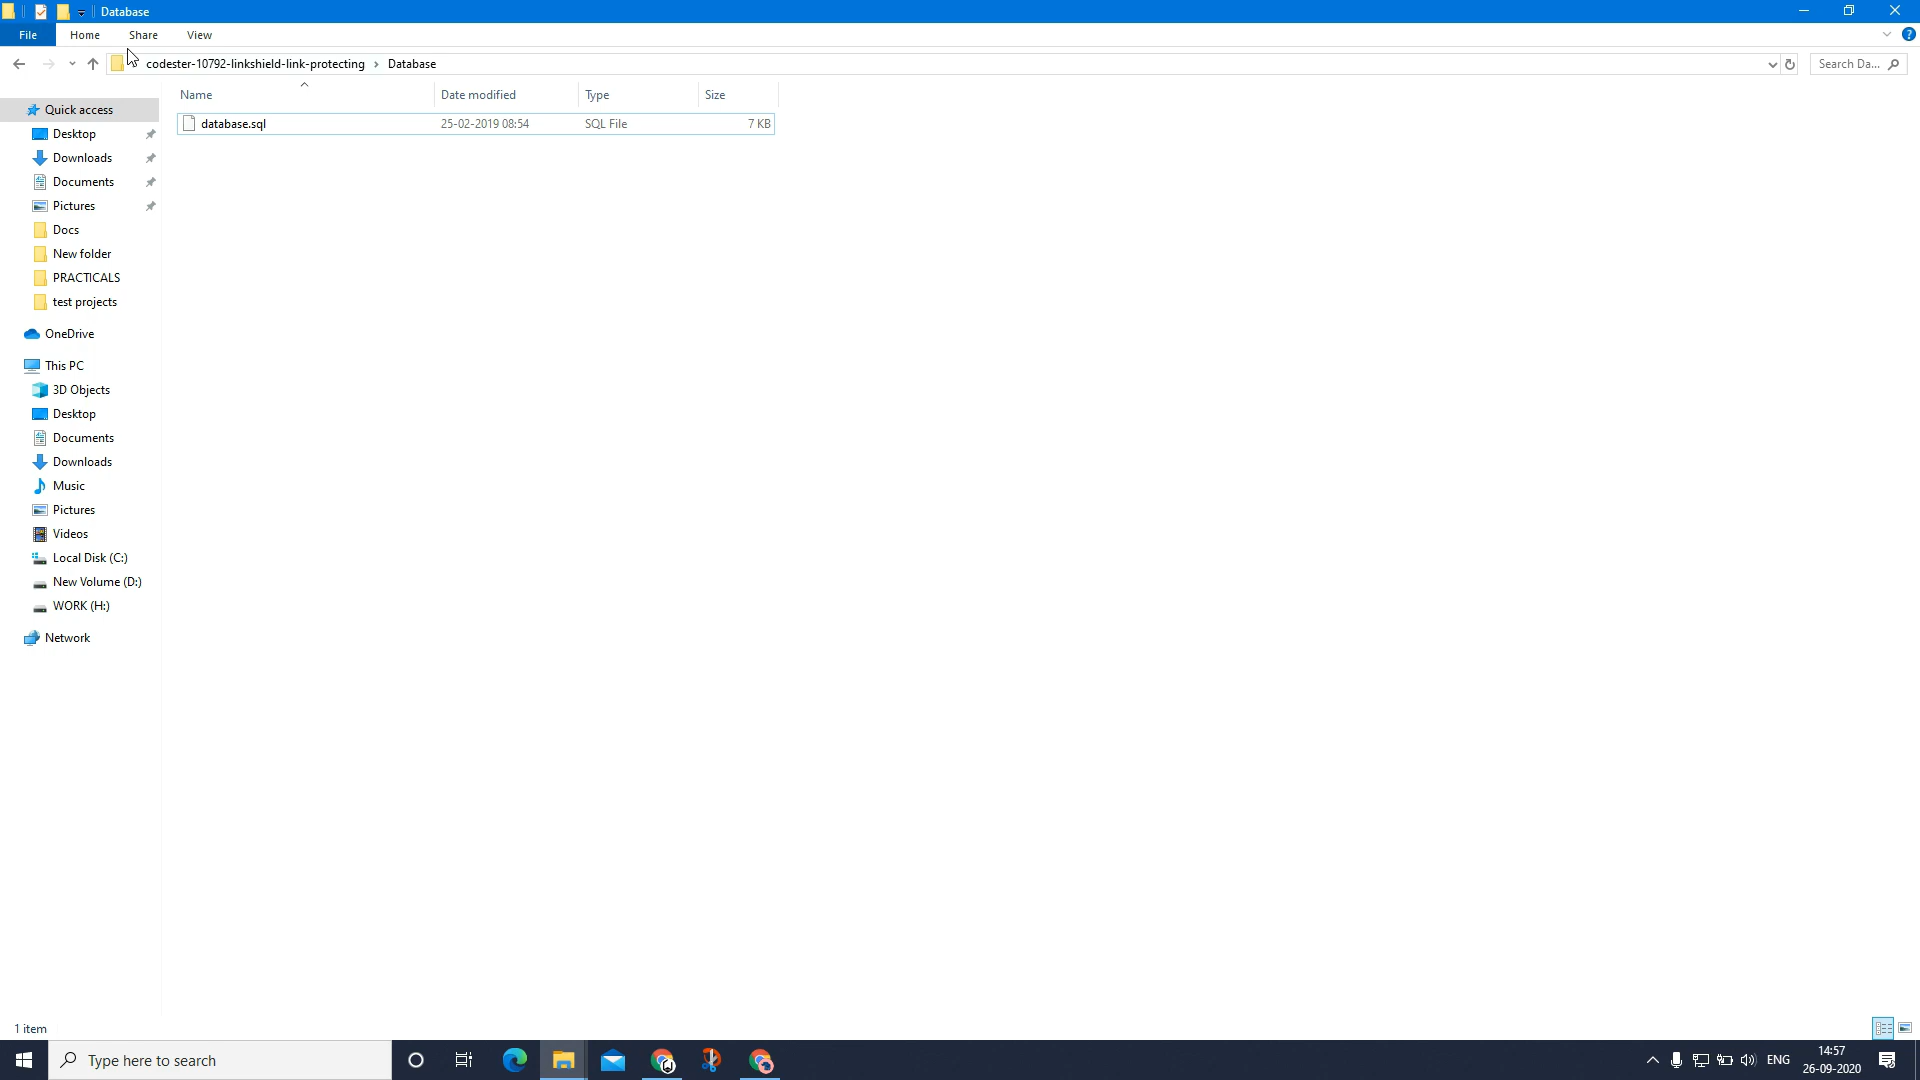 Database
File Home Share View
codester-10792-linkshield-link-protecting > Database
Search Da...
Name Date modified Type Size
database.sql 25-02-2019 08:54 SQL File 7 KB
Quick access
Desktop
Downloads
Documents
Pictures
Docs
New folder
PRACTICALS
test projects
OneDrive
This PC
3D Objects
Desktop
Documents
Downloads
Music
Pictures
Videos
Local Disk (C:)
New Volume (D:)
WORK (H:)
Network
1 item
Type here to search
ENG
14:57
26-09-2020